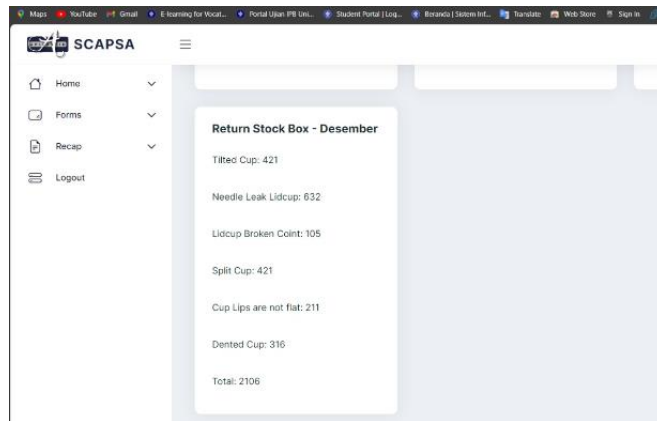 Maps YouTube Gmail E-learning for Vocat... Portal Ujian IPB Uni... Student Portal | Log... Beranda | Sistem Inf... Translate Web Store Sign In
SCAPSA
Home
Forms
Recap
Logout
Return Stock Box - Desember
Tilted Cup: 421
Needle Leak Lidcup: 632
Lidcup Broken Coint: 105
Split Cup: 421
Cup Lips are not flat: 211
Dented Cup: 316
Total: 2106